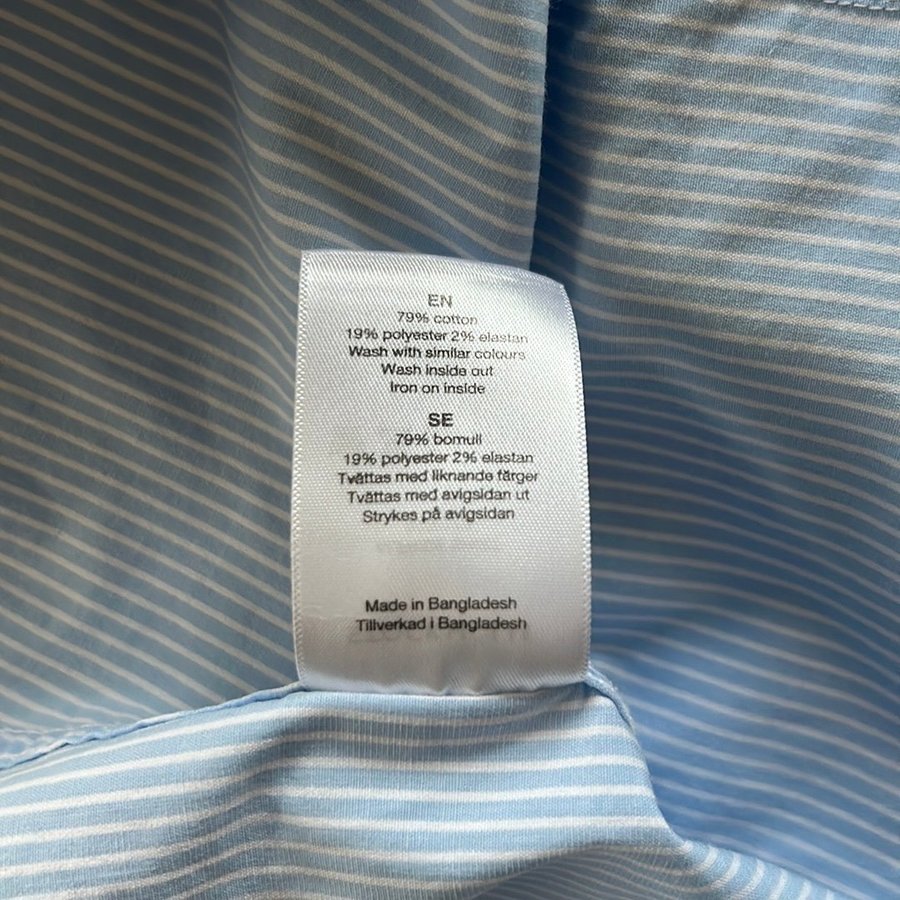 EN
79% cotton
19% polyester 2% elastan
Wash with similar colours
Wash inside out
Iron on inside
SE
79% bomull
19% polyester 2% elastan
Tvättas med liknande färger
Tvättas med avigsidan ut
Strykes på avigsidan
Made in Bangladesh
Tillverkad i Bangladesh